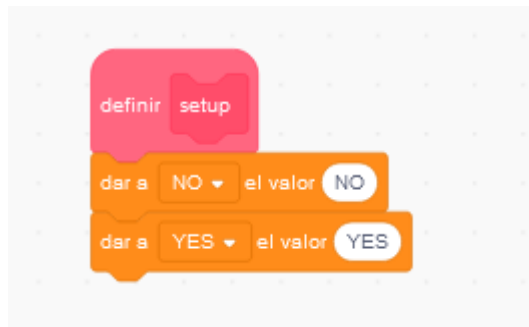 definir setup
dar a NO el valor NO
dar a YES el valor YES